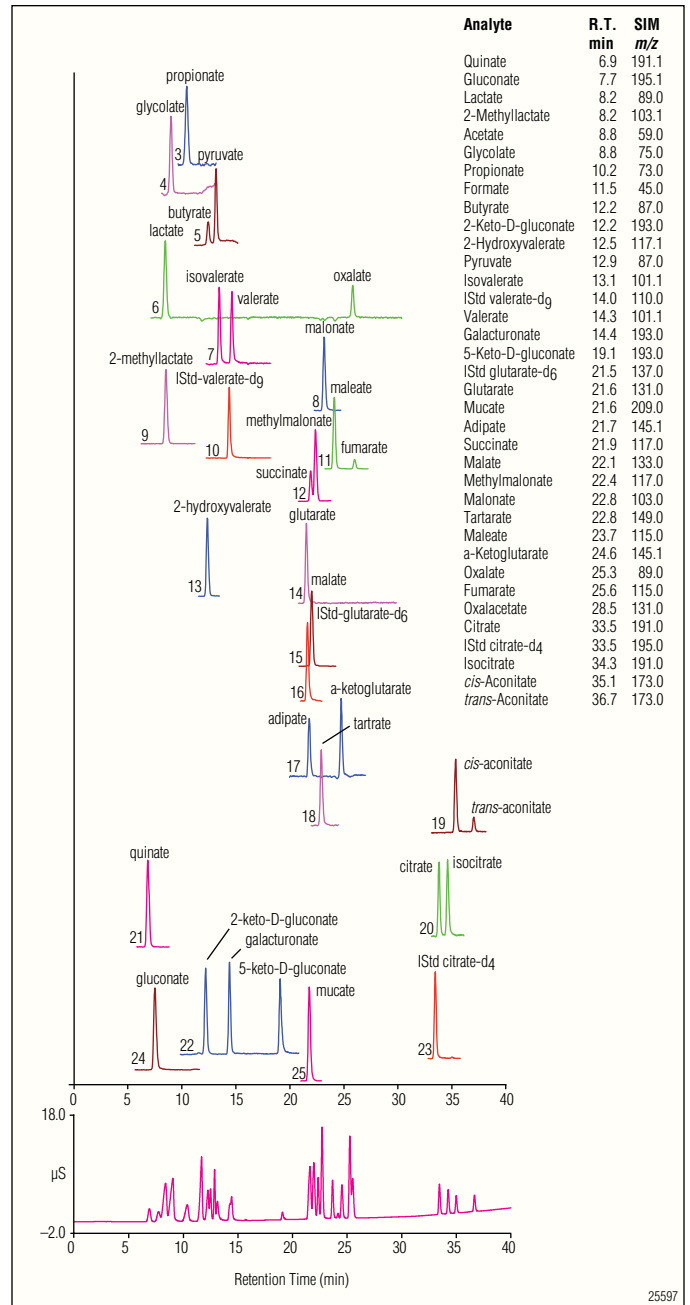 Analyte R.T. SIM
min m/z
Quinate 6.9 191.1
Gluconate 7.7 195.1
Lactate 8.2 89.0
2-Methyllactate 8.2 103.1
Acetate 8.8 59.0
Glycolate 8.8 75.0
Propionate 10.2 73.0
Formate 11.5 45.0
Butyrate 12.2 87.0
2-Keto-D-gluconate 12.2 193.0
2-Hydroxyvalerate 12.5 117.1
Pyruvate 12.9 87.0
Isovalerate 13.1 101.1
IStd valerate-d9 14.0 110.0
Valerate 14.3 101.1
Galacturonate 14.4 193.0
5-Keto-D-gluconate 19.1 193.0
IStd glutarate-d6 21.5 137.0
Glutarate 21.6 131.0
Mucate 21.6 209.0
Adipate 21.7 145.1
Succinate 21.9 117.0
Malate 22.1 133.0
Methylmalonate 22.4 117.0
Malonate 22.8 103.0
Tartarate 22.8 149.0
Maleate 23.7 115.0
a-Ketoglutarate 24.6 145.1
Oxalate 25.3 89.0
Fumarate 25.6 115.0
Oxalacetate 28.5 131.0
Citrate 33.5 191.0
IStd citrate-d4 33.5 195.0
Isocitrate 34.3 191.0
cis-Aconitate 35.1 173.0
trans-Aconitate 36.7 173.0
propionate
glycolate
3
pyruvate
4
butyrate
5
lactate
isovalerate
oxalate
valerate
6
malonate
7
2-methyllactate
IStd-valerate-d9
8
maleate
methylmalonate
9
10
11
fumarate
succinate
12
2-hydroxyvalerate
glutarate
13
malate
14
IStd-glutarate-d6
15
16
a-ketoglutarate
adipate
tartrate
17
cis-aconitate
18
trans-aconitate
19
quinate
citrate
isocitrate
2-keto-D-gluconate
21
galacturonate
20
5-keto-D-gluconate
IStd citrate-d4
gluconate
mucate
22
23
24
25
0 5 10 15 20 25 30 35 40
18.0
µS
–2.0
0 5 10 15 20 25 30 35 40
Retention Time (min)
25597